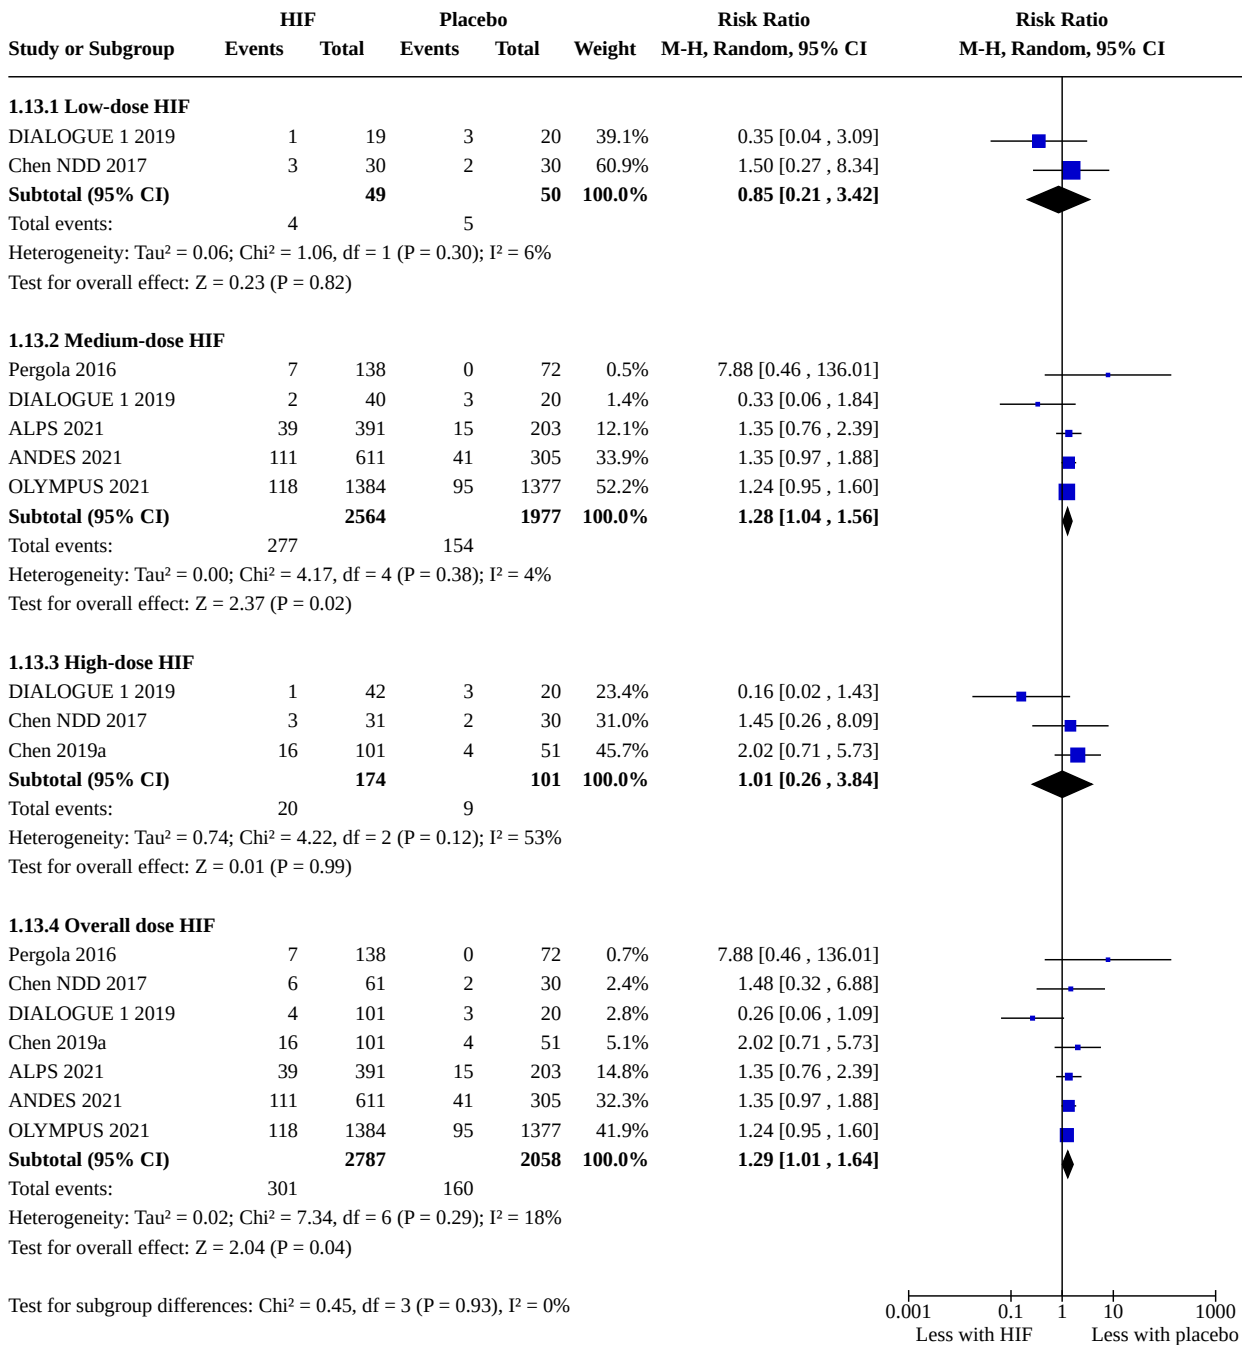 HIF Placebo Risk Ratio Risk Ratio
Study or Subgroup Events Total Events Total Weight M-H, Random, 95% CI M-H, Random, 95% CI
1.13.1 Low-dose HIF
DIALOGUE 1 2019 1 19 3 20 39.1% 0.35 [0.04 , 3.09]
Chen NDD 2017 3 30 2 30 60.9% 1.50 [0.27 , 8.34]
Subtotal (95% CI) 49 50 100.0% 0.85 [0.21 , 3.42]
Total events: 4 5
Heterogeneity: Tau² = 0.06; Chi² = 1.06, df = 1 (P = 0.30); I² = 6%
Test for overall effect: Z = 0.23 (P = 0.82)
1.13.2 Medium-dose HIF
Pergola 2016 7 138 0 72 0.5% 7.88 [0.46 , 136.01]
DIALOGUE 1 2019 2 40 3 20 1.4% 0.33 [0.06 , 1.84]
ALPS 2021 39 391 15 203 12.1% 1.35 [0.76 , 2.39]
ANDES 2021 111 611 41 305 33.9% 1.35 [0.97 , 1.88]
OLYMPUS 2021 118 1384 95 1377 52.2% 1.24 [0.95 , 1.60]
Subtotal (95% CI) 2564 1977 100.0% 1.28 [1.04 , 1.56]
Total events: 277 154
Heterogeneity: Tau² = 0.00; Chi² = 4.17, df = 4 (P = 0.38); I² = 4%
Test for overall effect: Z = 2.37 (P = 0.02)
1.13.3 High-dose HIF
DIALOGUE 1 2019 1 42 3 20 23.4% 0.16 [0.02 , 1.43]
Chen NDD 2017 3 31 2 30 31.0% 1.45 [0.26 , 8.09]
Chen 2019a 16 101 4 51 45.7% 2.02 [0.71 , 5.73]
Subtotal (95% CI) 174 101 100.0% 1.01 [0.26 , 3.84]
Total events: 20 9
Heterogeneity: Tau² = 0.74; Chi² = 4.22, df = 2 (P = 0.12); I² = 53%
Test for overall effect: Z = 0.01 (P = 0.99)
1.13.4 Overall dose HIF
Pergola 2016 7 138 0 72 0.7% 7.88 [0.46 , 136.01]
Chen NDD 2017 6 61 2 30 2.4% 1.48 [0.32 , 6.88]
DIALOGUE 1 2019 4 101 3 20 2.8% 0.26 [0.06 , 1.09]
Chen 2019a 16 101 4 51 5.1% 2.02 [0.71 , 5.73]
ALPS 2021 39 391 15 203 14.8% 1.35 [0.76 , 2.39]
ANDES 2021 111 611 41 305 32.3% 1.35 [0.97 , 1.88]
OLYMPUS 2021 118 1384 95 1377 41.9% 1.24 [0.95 , 1.60]
Subtotal (95% CI) 2787 2058 100.0% 1.29 [1.01 , 1.64]
Total events: 301 160
Heterogeneity: Tau² = 0.02; Chi² = 7.34, df = 6 (P = 0.29); I² = 18%
Test for overall effect: Z = 2.04 (P = 0.04)
Test for subgroup differences: Chi² = 0.45, df = 3 (P = 0.93), I² = 0%
0.001 0.1 1 10 1000
Less with HIF Less with placebo